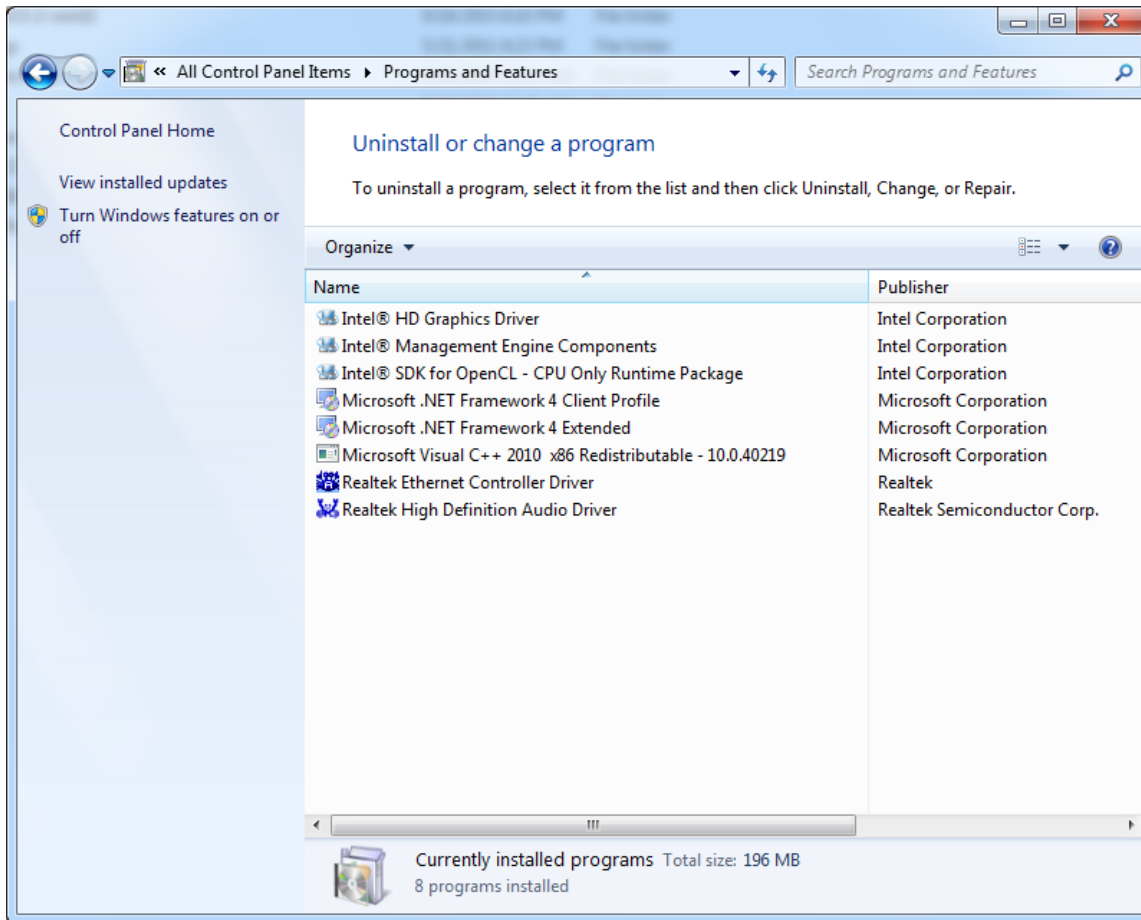 « All Control Panel Items ▸ Programs and Features
Search Programs and Features
Control Panel Home
View installed updates
Turn Windows features on or
off
Uninstall or change a program
To uninstall a program, select it from the list and then click Uninstall, Change, or Repair.
Organize
Name Publisher
Intel® HD Graphics Driver Intel Corporation
Intel® Management Engine Components Intel Corporation
Intel® SDK for OpenCL - CPU Only Runtime Package Intel Corporation
Microsoft .NET Framework 4 Client Profile Microsoft Corporation
Microsoft .NET Framework 4 Extended Microsoft Corporation
Microsoft Visual C++ 2010  x86 Redistributable - 10.0.40219 Microsoft Corporation
Realtek Ethernet Controller Driver Realtek
Realtek High Definition Audio Driver Realtek Semiconductor Corp.
Currently installed programs Total size: 196 MB
8 programs installed